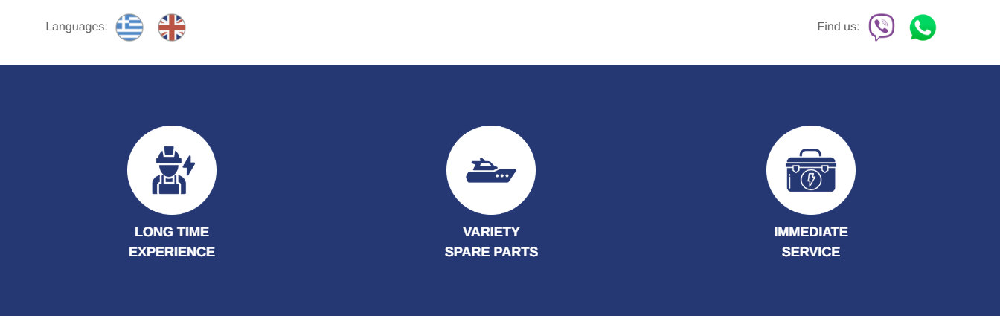 Languages:
Find us:
LONG TIME
EXPERIENCE
VARIETY
SPARE PARTS
IMMEDIATE
SERVICE